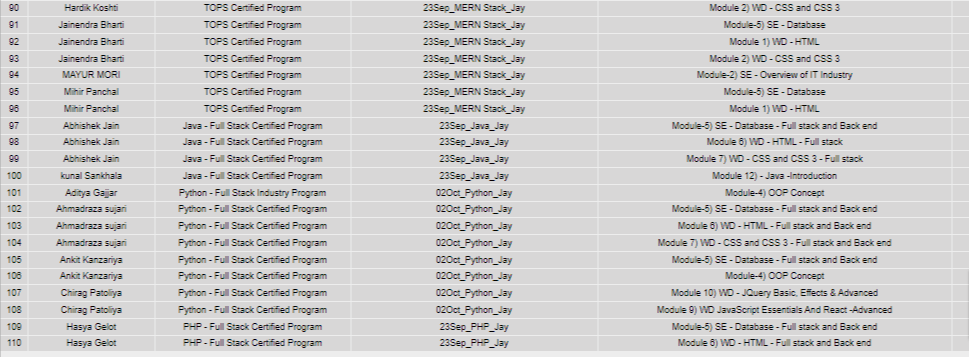 90 Hardik Koshti TOPS Certified Program 23Sep_MERN Stack_Jay Module 2) WD - CSS and CSS 3
91 Jainendra Bharti TOPS Certified Program 23Sep_MERN Stack_Jay Module-5) SE - Database
92 Jainendra Bharti TOPS Certified Program 23Sep_MERN Stack_Jay Module 1) WD - HTML
93 Jainendra Bharti TOPS Certified Program 23Sep_MERN Stack_Jay Module 2) WD - CSS and CSS 3
94 MAYUR MORI TOPS Certified Program 23Sep_MERN Stack_Jay Module-2) SE - Overview of IT Industry
95 Mihir Panchal TOPS Certified Program 23Sep_MERN Stack_Jay Module-5) SE - Database
96 Mihir Panchal TOPS Certified Program 23Sep_MERN Stack_Jay Module 1) WD - HTML
97 Abhishek Jain Java - Full Stack Certified Program 23Sep_Java_Jay Module-5) SE - Database - Full stack and Back end
98 Abhishek Jain Java - Full Stack Certified Program 23Sep_Java_Jay Module 6) WD - HTML - Full stack
99 Abhishek Jain Java - Full Stack Certified Program 23Sep_Java_Jay Module 7) WD - CSS and CSS 3 - Full stack
100 kunal Sankhala Java - Full Stack Certified Program 23Sep_Java_Jay Module 12) - Java -Introduction
101 Aditya Gajjar Python - Full Stack Industry Program 02Oct_Python_Jay Module-4) OOP Concept
102 Ahmadraza sujari Python - Full Stack Certified Program 02Oct_Python_Jay Module-5) SE - Database - Full stack and Back end
103 Ahmadraza sujari Python - Full Stack Certified Program 02Oct_Python_Jay Module 6) WD - HTML - Full stack and Back end
104 Ahmadraza sujari Python - Full Stack Certified Program 02Oct_Python_Jay Module 7) WD - CSS and CSS 3 - Full stack and Back end
105 Ankit Kanzariya Python - Full Stack Certified Program 02Oct_Python_Jay Module-5) SE - Database - Full stack and Back end
106 Ankit Kanzariya Python - Full Stack Certified Program 02Oct_Python_Jay Module-4) OOP Concept
107 Chirag Patoliya Python - Full Stack Certified Program 02Oct_Python_Jay Module 10) WD - JQuery Basic, Effects & Advanced
108 Chirag Patoliya Python - Full Stack Certified Program 02Oct_Python_Jay Module 9) WD JavaScript Essentials And React -Advanced
109 Hasya Gelot PHP - Full Stack Certified Program 23Sep_PHP_Jay Module-5) SE - Database - Full stack and Back end
110 Hasya Gelot PHP - Full Stack Certified Program 23Sep_PHP_Jay Module 6) WD - HTML - Full stack and Back end